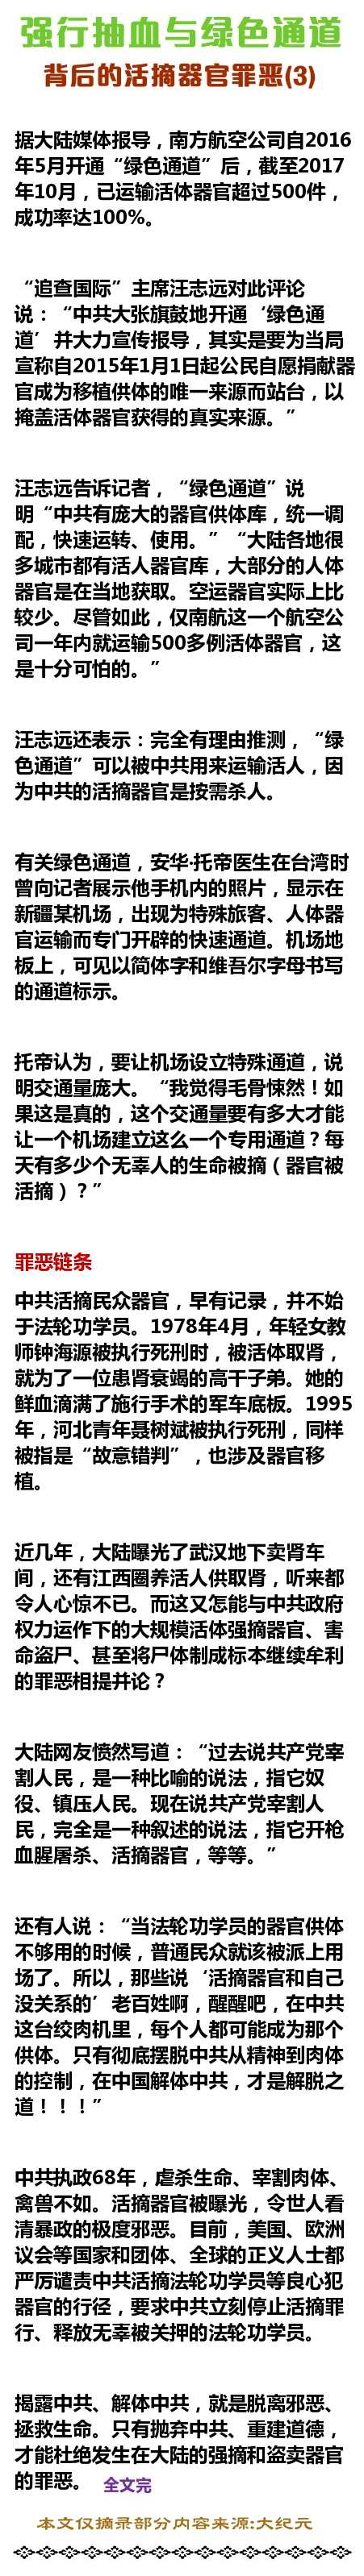 强行抽血与绿色通道
背后的活摘器官罪恶(3)
据大陆媒体报导，南方航空公司自2016
年5月开通“绿色通道”后，截至2017
年10月，已运输活体器官超过500件，
成功率达100%。
“追查国际”主席汪志远对此评论
说：“中共大张旗鼓地开通‘绿色通
道’并大力宣传报导，其实是要为当局
宣称自2015年1月1日起公民自愿捐献器
官成为移植供体的唯一来源而站台，以
掩盖活体器官获得的真实来源。”
汪志远告诉记者，“绿色通道”说
明“中共有庞大的器官供体库，统一调
配，快速运转、使用。”“大陆各地很
多城市都有活人器官库，大部分的人体
器官是在当地获取。空运器官实际上比
较少。尽管如此，仅南航这一个航空公
司一年内就运输500多例活体器官，这
是十分可怕的。”
汪志远还表示：完全有理由推测，“绿
色通道”可以被中共用来运输活人，因
为中共的活摘器官是按需杀人。
有关绿色通道，安华·托帝医生在台湾时
曾向记者展示他手机内的照片，显示在
新疆某机场，出现为特殊旅客、人体器
官运输而专门开辟的快速通道。机场地
板上，可见以简体字和维吾尔字母书写
的通道标示。
托帝认为，要让机场设立特殊通道，说
明交通量庞大。“我觉得毛骨悚然！如
果这是真的，这个交通量要有多大才能
让一个机场建立这么一个专用通道？每
天有多少个无辜人的生命被摘（器官被
活摘）？”
罪恶链条
中共活摘民众器官，早有记录，并不始
于法轮功学员。1978年4月，年轻女教
师钟海源被执行死刑时，被活体取肾，
就为了一位患肾衰竭的高干子弟。她的
鲜血滴满了施行手术的军车底板。1995
年，河北青年聂树斌被执行死刑，同样
被指是“故意错判”，也涉及器官移
植。
近几年，大陆曝光了武汉地下卖肾车
间，还有江西圈养活人供取肾，听来都
令人心惊不已。而这又怎能与中共政府
权力运作下的大规模活体强摘器官、害
命盗尸、甚至将尸体制成标本继续牟利
的罪恶相提并论？
大陆网友愤然写道：“过去说共产党宰
割人民，是一种比喻的说法，指它奴
役、镇压人民。现在说共产党宰割人
民，完全是一种叙述的说法，指它开枪
血腥屠杀、活摘器官，等等。”
还有人说：“当法轮功学员的器官供体
不够用的时候，普通民众就该被派上用
场了。所以，那些说‘活摘器官和自己
没关系的’老百姓啊，醒醒吧，在中共
这台绞肉机里，每个人都可能成为那个
供体。只有彻底摆脱中共从精神到肉体
的控制，在中国解体中共，才是解脱之
道！！！”
中共执政68年，虐杀生命、宰割肉体、
禽兽不如。活摘器官被曝光，令世人看
清暴政的极度邪恶。目前，美国、欧洲
议会等国家和团体、全球的正义人士都
严厉谴责中共活摘法轮功学员等良心犯
器官的行径，要求中共立刻停止活摘罪
行、释放无辜被关押的法轮功学员。
揭露中共、解体中共，就是脱离邪恶、
拯救生命。只有抛弃中共、重建道德，
才能杜绝发生在大陆的强摘和盗卖器官
的罪恶。 全文完
本文仅摘录部分内容来源:大纪元